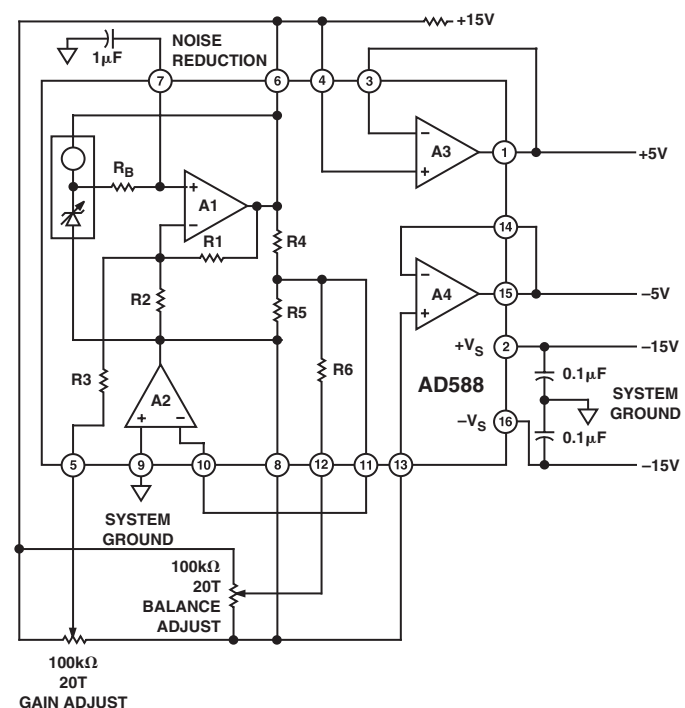 +15V
1μF
NOISE
REDUCTION
7
6
4
3
RB
A1
R1
R4
A3
1
+5V
14
R2
R5
A4
15
−5V
R3
A2
R6
+VS
2
−15V
AD588
0.1μF
SYSTEM
GROUND
−VS
16
0.1μF
−15V
5
9
10
8
12
11
13
SYSTEM
GROUND
100kΩ
20T
BALANCE
ADJUST
100kΩ
20T
GAIN ADJUST